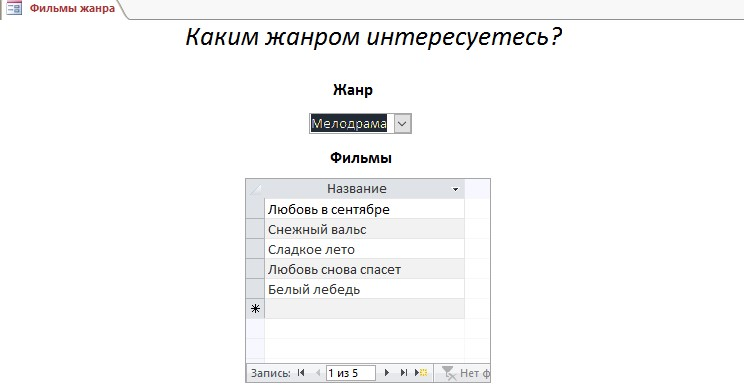 Фильмы жанра
Каким жанром интересуетесь?
Жанр
Мелодрама
Фильмы
Название
Любовь в сентябре
Снежный вальс
Сладкое лето
Любовь снова спасет
Белый лебедь
Запись: 1 из 5 Нет ф